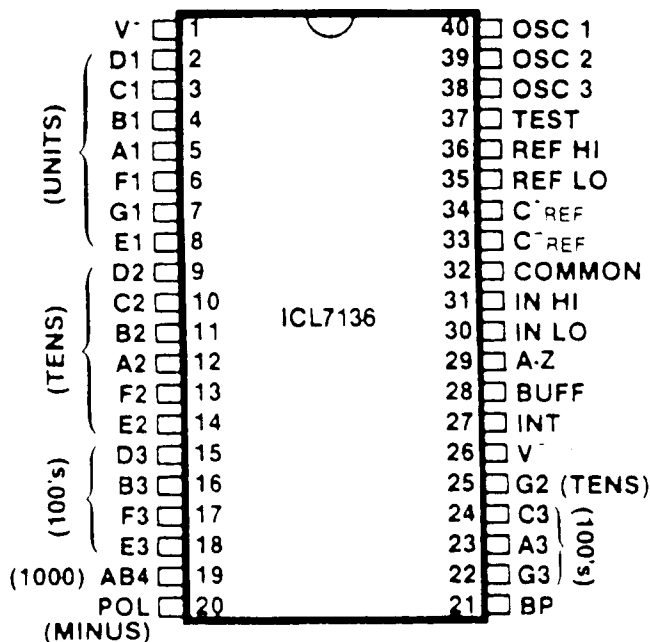 V⁻ 1
D1 2
C1 3
B1 4
A1 5
F1 6
G1 7
E1 8
(UNITS)
D2 9
C2 10
B2 11
A2 12
F2 13
E2 14
(TENS)
D3 15
B3 16
F3 17
E3 18
(100's)
(1000) AB4 19
POL 20
(MINUS)
ICL7136
40 OSC 1
39 OSC 2
38 OSC 3
37 TEST
36 REF HI
35 REF LO
34 C⁻REF
33 C⁻REF
32 COMMON
31 IN HI
30 IN LO
29 A-Z
28 BUFF
27 INT
26 V⁻
25 G2 (TENS)
24 C3
23 A3
22 G3
(100's)
21 BP